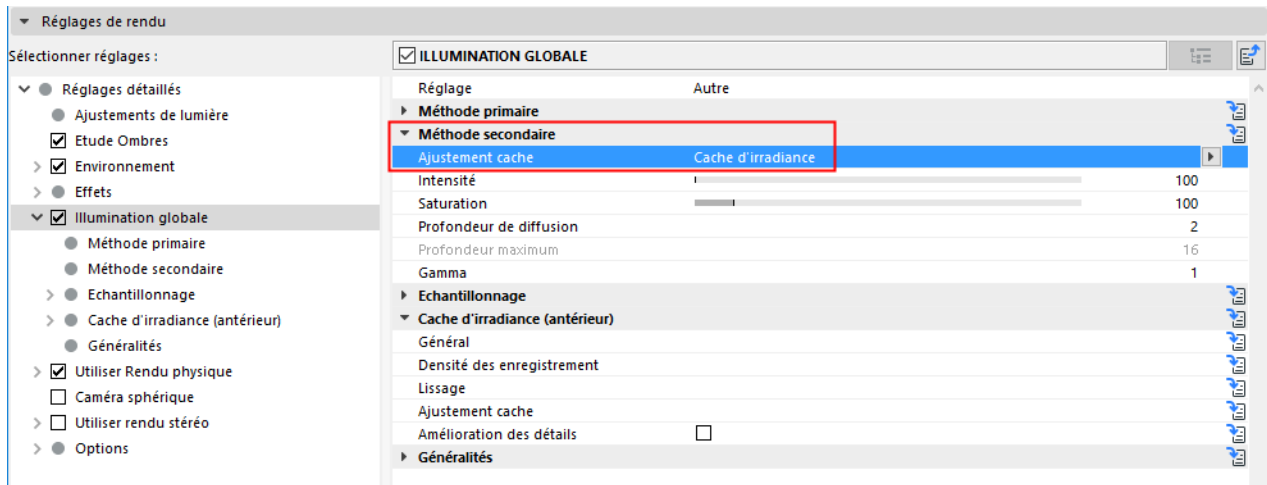 Réglages de rendu
Sélectionner réglages :
Réglages détaillés
Ajustements de lumière
Etude Ombres
Environnement
Effets
Illumination globale
Méthode primaire
Méthode secondaire
Echantillonnage
Cache d'irradiance (antérieur)
Généralités
Utiliser Rendu physique
Caméra sphérique
Utiliser rendu stéréo
Options
ILLUMINATION GLOBALE
Réglage Autre
Méthode primaire
Méthode secondaire
Ajustement cache Cache d'irradiance
Intensité 100
Saturation 100
Profondeur de diffusion 2
Profondeur maximum 16
Gamma 1
Echantillonnage
Cache d'irradiance (antérieur)
Général
Densité des enregistrement
Lissage
Ajustement cache
Amélioration des détails
Généralités